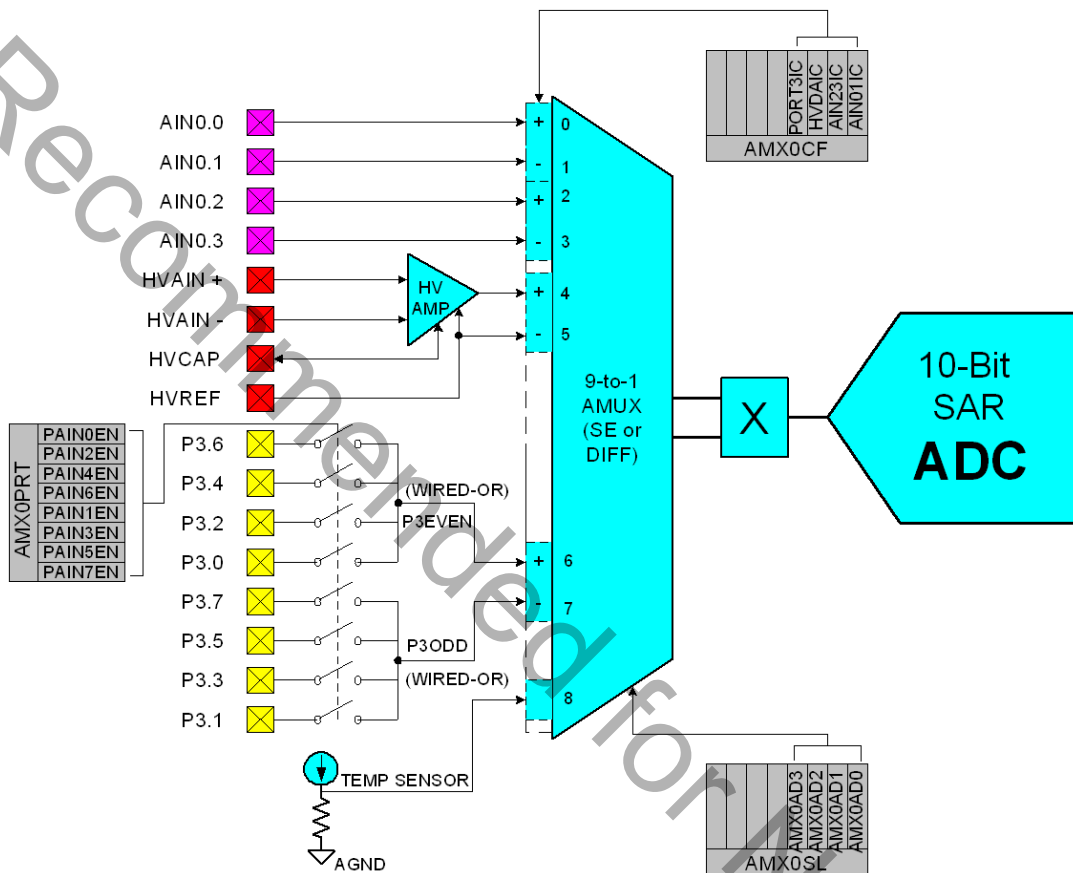 PORT3IC
HVDAIC
AIN23IC
AIN01IC
AMX0CF
AIN0.0
AIN0.1
AIN0.2
AIN0.3
HVAIN +
HVAIN -
HVCAP
HVREF
HV
AMP
+ 0
- 1
+ 2
- 3
+ 4
- 5
+ 6
- 7
8
9-to-1
AMUX
(SE or
DIFF)
X
10-Bit
SAR
ADC
AMX0PRT
PAIN0EN
PAIN2EN
PAIN4EN
PAIN6EN
PAIN1EN
PAIN3EN
PAIN5EN
PAIN7EN
P3.6
P3.4
P3.2
P3.0
P3.7
P3.5
P3.3
P3.1
(WIRED-OR)
P3EVEN
P3ODD
(WIRED-OR)
TEMP SENSOR
AGND
AMX0AD3
AMX0AD2
AMX0AD1
AMX0AD0
AMX0SL
Recommended for N